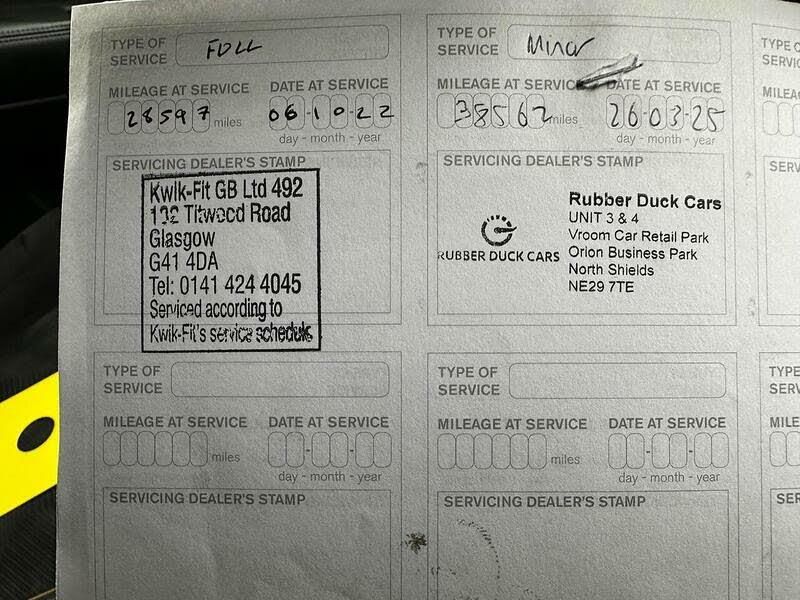 TYPE OF SERVICE FULL
MILEAGE AT SERVICE DATE AT SERVICE
28597 miles 06-10-22
day - month - year
SERVICING DEALER'S STAMP
Kwik-Fit GB Ltd 492
Titwood Road
Glasgow
G41 4DA
Tel: 0141 424 4045
Serviced according to
Kwik-Fit's service schedule
TYPE OF SERVICE Minor
MILEAGE AT SERVICE DATE AT SERVICE
38562 miles 26-03-25
day - month - year
SERVICING DEALER'S STAMP
RUBBER DUCK CARS
Rubber Duck Cars
UNIT 3 & 4
Vroom Car Retail Park
Orion Business Park
North Shields
NE29 7TE
TYPE OF SERVICE
MILEAGE AT SERVICE DATE AT SERVICE
miles - -
day - month - year
SERVICING DEALER'S STAMP
TYPE OF SERVICE
MILEAGE AT SERVICE DATE AT SERVICE
miles - -
day - month - year
SERVICING DEALER'S STAMP